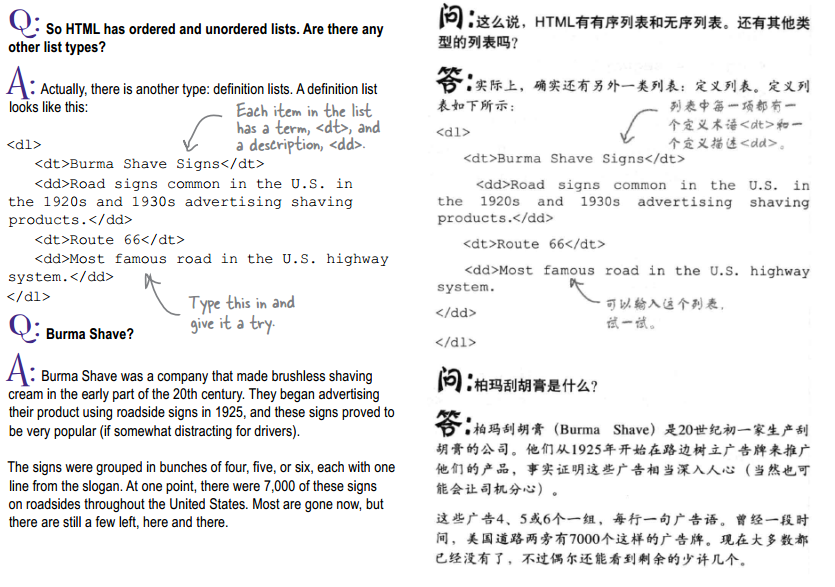 Q: So HTML has ordered and unordered lists. Are there any
other list types?
A: Actually, there is another type: definition lists. A definition list
looks like this:
Each item in the list
has a term, <dt>, and
a description, <dd>.
<dl>
<dt>Burma Shave Signs</dt>
<dd>Road signs common in the U.S. in
the 1920s and 1930s advertising shaving
products.</dd>
<dt>Route 66</dt>
<dd>Most famous road in the U.S. highway
system.</dd>
</dl>
Type this in and
give it a try.
Q: Burma Shave?
A: Burma Shave was a company that made brushless shaving
cream in the early part of the 20th century. They began advertising
their product using roadside signs in 1925, and these signs proved to
be very popular (if somewhat distracting for drivers).
The signs were grouped in bunches of four, five, or six, each with one
line from the slogan. At one point, there were 7,000 of these signs
on roadsides throughout the United States. Most are gone now, but
there are still a few left, here and there.
问:这么说，HTML有有序列表和无序列表。还有其他类
型的列表吗?
答:实际上，确实还有另外一类列表：定义列表。定义列
表如下所示：
列表中每一项都有一
个定义术语<dt>和一
个定义描述<dd>。
<dl>
<dt>Burma Shave Signs</dt>
<dd>Road signs common in the U.S. in
the 1920s and 1930s advertising shaving
products.</dd>
<dt>Route 66</dt>
<dd>Most famous road in the U.S. highway
system.
</dd>
</dl>
可以输入这个列表，
试一试。
问:柏玛刮胡膏是什么?
答:柏玛刮胡膏（Burma Shave）是20世纪初一家生产刮
胡膏的公司。他们从1925年开始在路边树立广告牌来推广
他们的产品，事实证明这些广告相当深入人心（当然也可
能会让司机分心）。
这些广告4、5或6个一组，每行一句广告语。曾经一段时
间，美国道路两旁有7000个这样的广告牌。现在大多数都
已经没有了，不过偶尔还能看到剩余的少许几个。